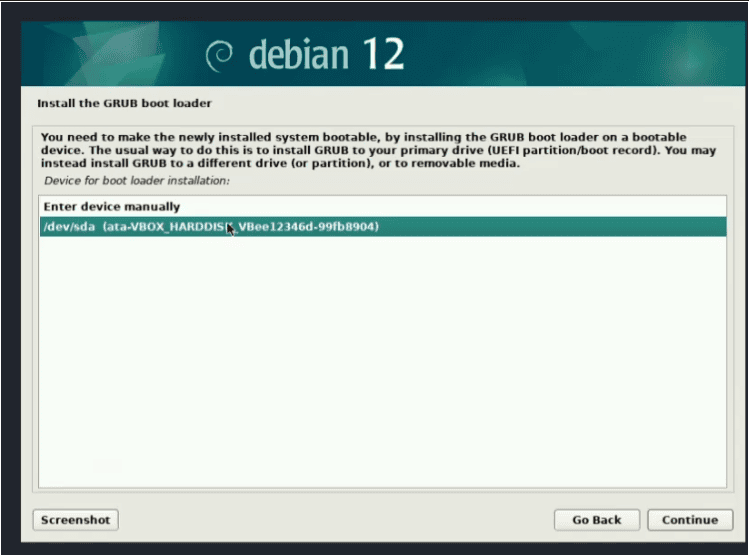 debian 12
Install the GRUB boot loader
You need to make the newly installed system bootable, by installing the GRUB boot loader on a bootable
device. The usual way to do this is to install GRUB to your primary drive (UEFI partition/boot record). You may
instead install GRUB to a different drive (or partition), or to removable media.
Device for boot loader installation:
Enter device manually
/dev/sda (ata-VBOX_HARDDISK_VBee12346d-99fb8904)
Screenshot
Go Back
Continue